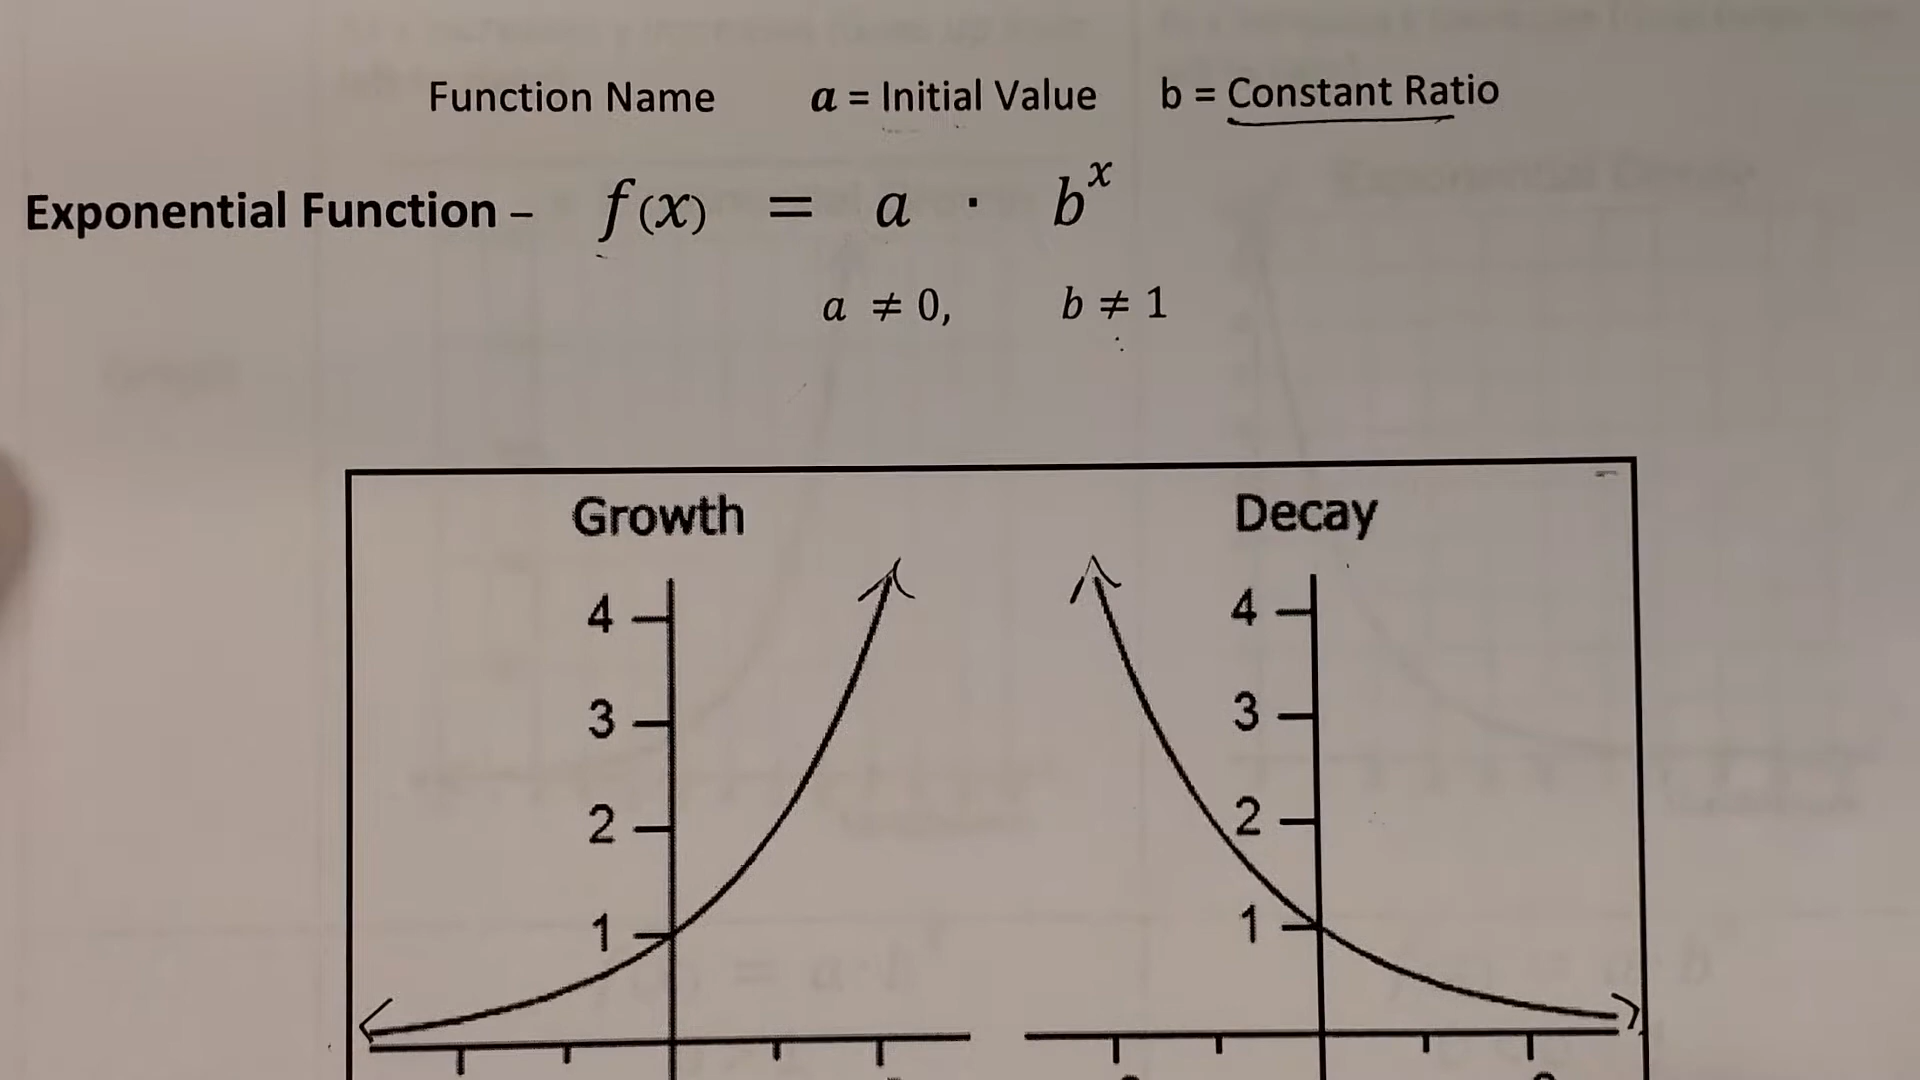 Function Name a = Initial Value b = Constant Ratio
Exponential Function – f(x) = a · b^x
a ≠ 0, b ≠ 1
Growth Decay
4 4
3 3
2 2
1 1